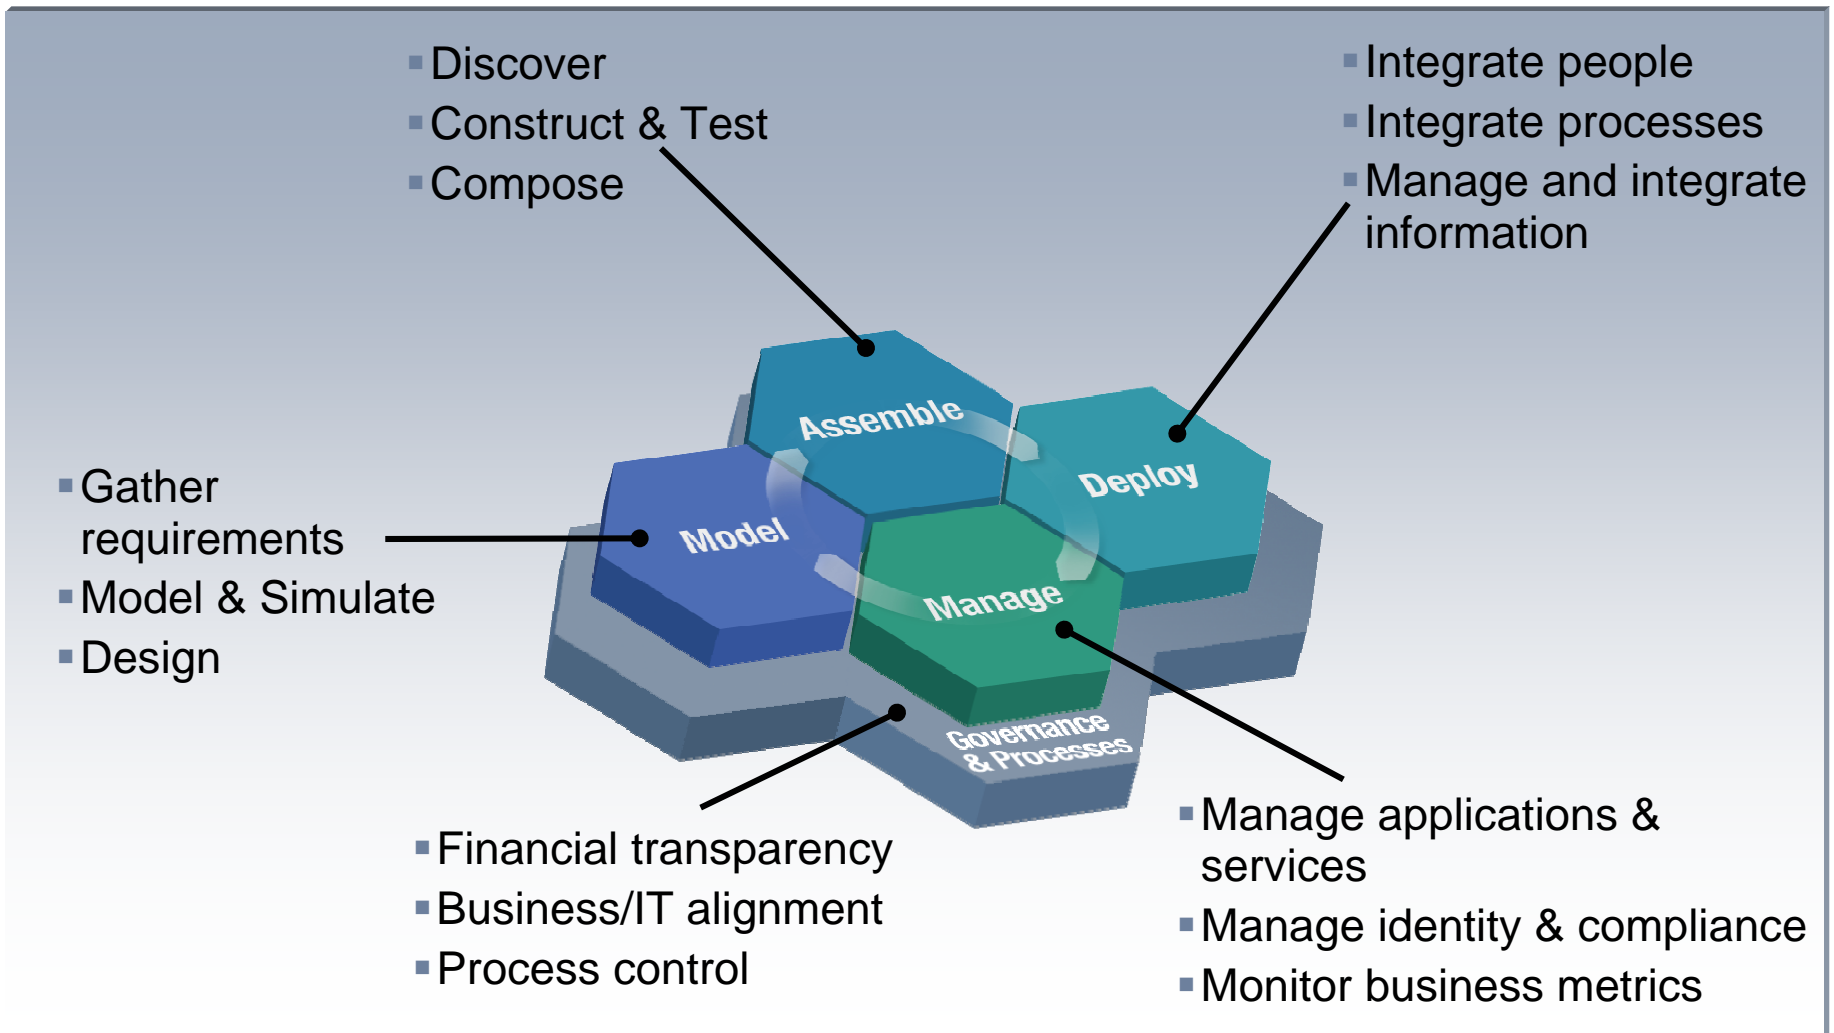 Discover
Construct & Test
Compose
Integrate people
Integrate processes
Manage and integrate
information
Assemble
Deploy
Model
Manage
Governance
& Processes
Gather
requirements
Model & Simulate
Design
Financial transparency
Business/IT alignment
Process control
Manage applications &
services
Manage identity & compliance
Monitor business metrics